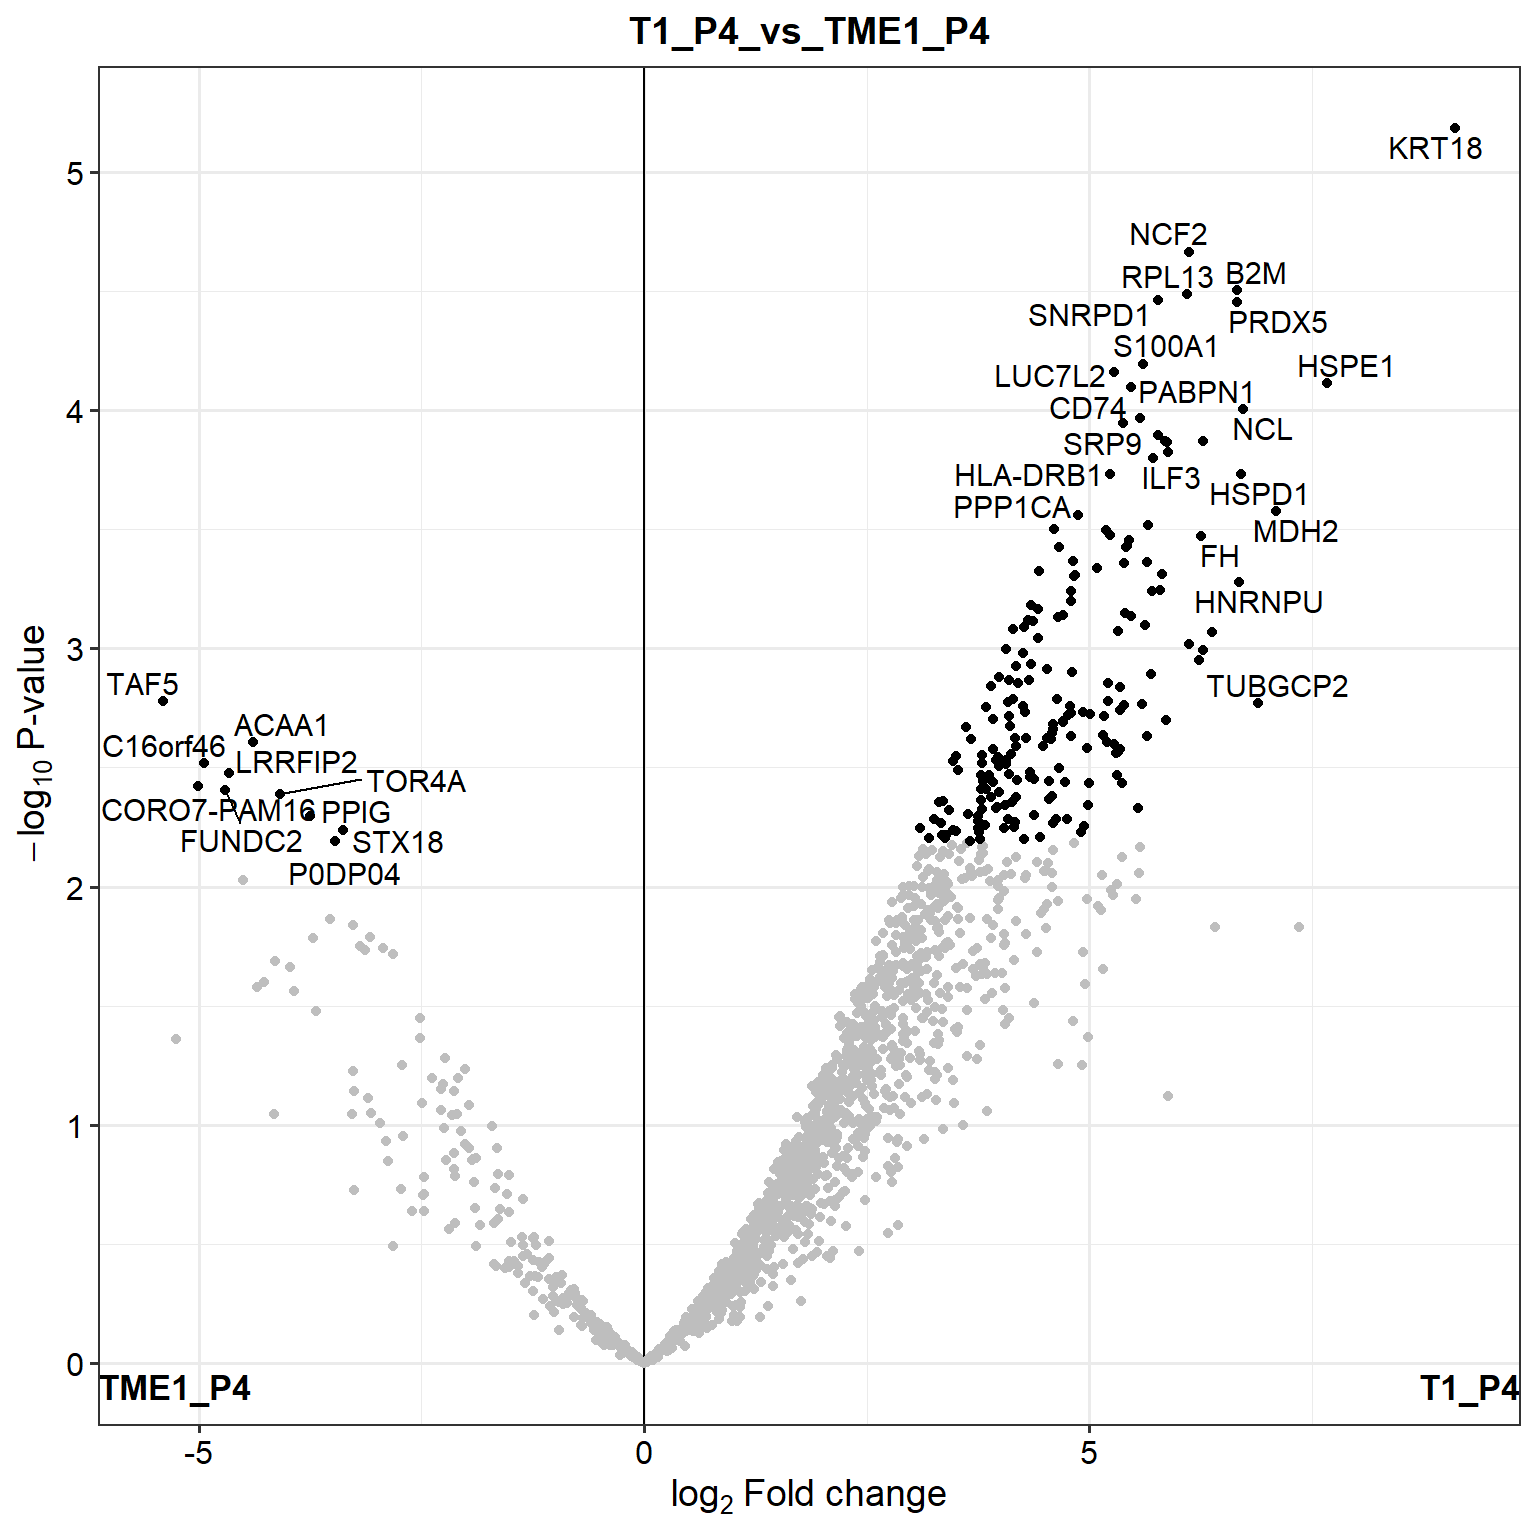 T1_P4_vs_TME1_P4
KRT18
NCF2
RPL13 B2M
SNRPD1 PRDX5
S100A1
LUC7L2 HSPE1
PABPN1
CD74
NCL
SRP9
HLA-DRB1 ILF3
HSPD1
PPP1CA
MDH2
FH
HNRNPU
TUBGCP2
TAF5
ACAA1
C16orf46
LRRFIP2
TOR4A
CORO7-PAM16 PPIG
FUNDC2 STX18
P0DP04
5
4
3
2
1
0
−log10 P-value
TME1_P4 T1_P4
-5 0 5
log2 Fold change